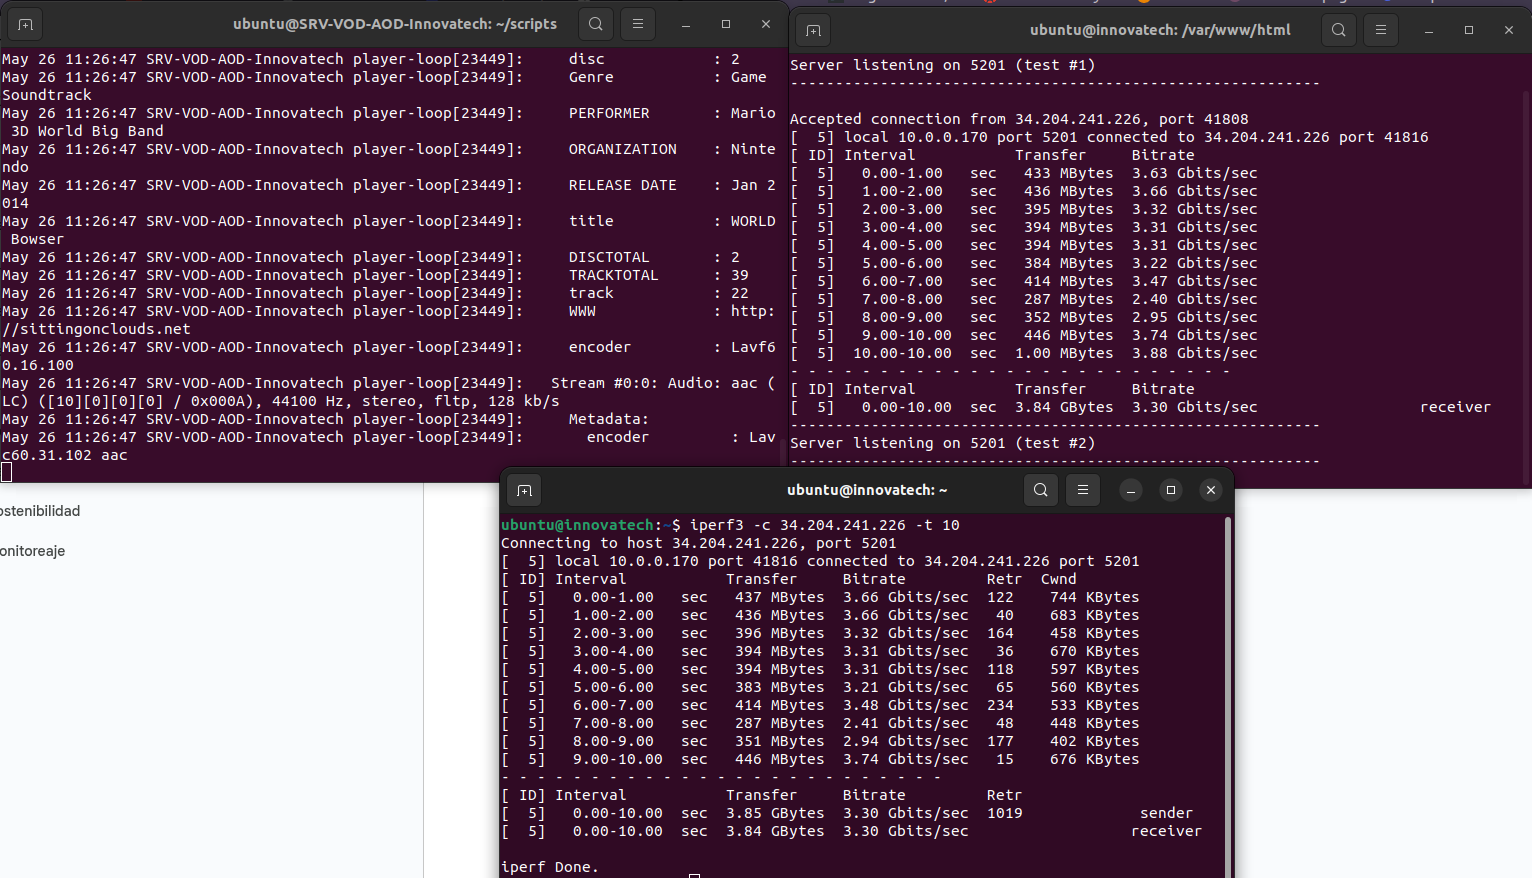 ubuntu@SRV-VOD-AOD-Innovatech: ~/scripts
May 26 11:26:47 SRV-VOD-AOD-Innovatech player-loop[23449]:     disc            : 2
May 26 11:26:47 SRV-VOD-AOD-Innovatech player-loop[23449]:     Genre           : Game
Soundtrack
May 26 11:26:47 SRV-VOD-AOD-Innovatech player-loop[23449]:     PERFORMER       : Mario
 3D World Big Band
May 26 11:26:47 SRV-VOD-AOD-Innovatech player-loop[23449]:     ORGANIZATION    : Ninte
ndo
May 26 11:26:47 SRV-VOD-AOD-Innovatech player-loop[23449]:     RELEASE DATE    : Jan 2
014
May 26 11:26:47 SRV-VOD-AOD-Innovatech player-loop[23449]:     title           : WORLD
 Bowser
May 26 11:26:47 SRV-VOD-AOD-Innovatech player-loop[23449]:     DISCTOTAL       : 2
May 26 11:26:47 SRV-VOD-AOD-Innovatech player-loop[23449]:     TRACKTOTAL      : 39
May 26 11:26:47 SRV-VOD-AOD-Innovatech player-loop[23449]:     track           : 22
May 26 11:26:47 SRV-VOD-AOD-Innovatech player-loop[23449]:     WWW             : http:
//sittingonclouds.net
May 26 11:26:47 SRV-VOD-AOD-Innovatech player-loop[23449]:     encoder         : Lavf6
0.16.100
May 26 11:26:47 SRV-VOD-AOD-Innovatech player-loop[23449]:   Stream #0:0: Audio: aac (
LC) ([10][0][0][0] / 0x000A), 44100 Hz, stereo, fltp, 128 kb/s
May 26 11:26:47 SRV-VOD-AOD-Innovatech player-loop[23449]:     Metadata:
May 26 11:26:47 SRV-VOD-AOD-Innovatech player-loop[23449]:       encoder         : Lav
c60.31.102 aac
ubuntu@innovatech: /var/www/html
Server listening on 5201 (test #1)
-----------------------------------------------------------
Accepted connection from 34.204.241.226, port 41808
[  5] local 10.0.0.170 port 5201 connected to 34.204.241.226 port 41816
[ ID] Interval           Transfer     Bitrate
[  5]   0.00-1.00   sec   433 MBytes  3.63 Gbits/sec
[  5]   1.00-2.00   sec   436 MBytes  3.66 Gbits/sec
[  5]   2.00-3.00   sec   395 MBytes  3.32 Gbits/sec
[  5]   3.00-4.00   sec   394 MBytes  3.31 Gbits/sec
[  5]   4.00-5.00   sec   394 MBytes  3.31 Gbits/sec
[  5]   5.00-6.00   sec   384 MBytes  3.22 Gbits/sec
[  5]   6.00-7.00   sec   414 MBytes  3.47 Gbits/sec
[  5]   7.00-8.00   sec   287 MBytes  2.40 Gbits/sec
[  5]   8.00-9.00   sec   352 MBytes  2.95 Gbits/sec
[  5]   9.00-10.00  sec   446 MBytes  3.74 Gbits/sec
[  5]  10.00-10.00  sec  1.00 MBytes  3.88 Gbits/sec
- - - - - - - - - - - - - - - - - - - - - - - - -
[ ID] Interval           Transfer     Bitrate
[  5]   0.00-10.00  sec  3.84 GBytes  3.30 Gbits/sec                  receiver
-----------------------------------------------------------
Server listening on 5201 (test #2)
-----------------------------------------------------------
ostenibilidad
onitoreaje
ubuntu@innovatech: ~
ubuntu@innovatech:~$ iperf3 -c 34.204.241.226 -t 10
Connecting to host 34.204.241.226, port 5201
[  5] local 10.0.0.170 port 41816 connected to 34.204.241.226 port 5201
[ ID] Interval           Transfer     Bitrate         Retr  Cwnd
[  5]   0.00-1.00   sec   437 MBytes  3.66 Gbits/sec  122    744 KBytes
[  5]   1.00-2.00   sec   436 MBytes  3.66 Gbits/sec   40    683 KBytes
[  5]   2.00-3.00   sec   396 MBytes  3.32 Gbits/sec  164    458 KBytes
[  5]   3.00-4.00   sec   394 MBytes  3.31 Gbits/sec   36    670 KBytes
[  5]   4.00-5.00   sec   394 MBytes  3.31 Gbits/sec  118    597 KBytes
[  5]   5.00-6.00   sec   383 MBytes  3.21 Gbits/sec   65    560 KBytes
[  5]   6.00-7.00   sec   414 MBytes  3.48 Gbits/sec  234    533 KBytes
[  5]   7.00-8.00   sec   287 MBytes  2.41 Gbits/sec   48    448 KBytes
[  5]   8.00-9.00   sec   351 MBytes  2.94 Gbits/sec  177    402 KBytes
[  5]   9.00-10.00  sec   446 MBytes  3.74 Gbits/sec   15    676 KBytes
- - - - - - - - - - - - - - - - - - - - - - - - -
[ ID] Interval           Transfer     Bitrate         Retr
[  5]   0.00-10.00  sec  3.85 GBytes  3.30 Gbits/sec  1019             sender
[  5]   0.00-10.00  sec  3.84 GBytes  3.30 Gbits/sec                  receiver
iperf Done.